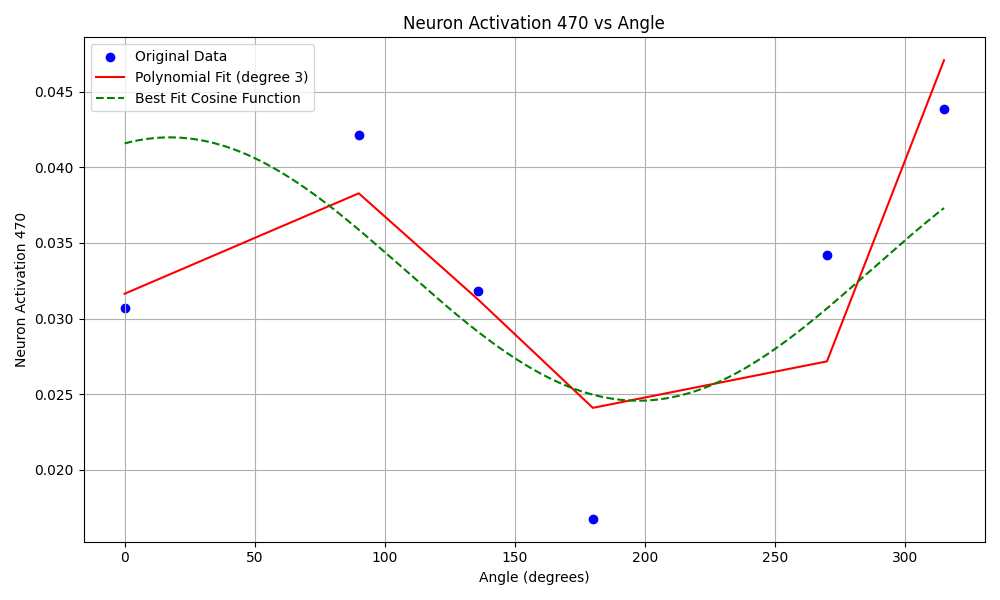 Neuron Activation 470 vs Angle
Original Data
Polynomial Fit (degree 3)
Best Fit Cosine Function
Neuron Activation 470
0.045
0.040
0.035
0.030
0.025
0.020
0 50 100 150 200 250 300
Angle (degrees)